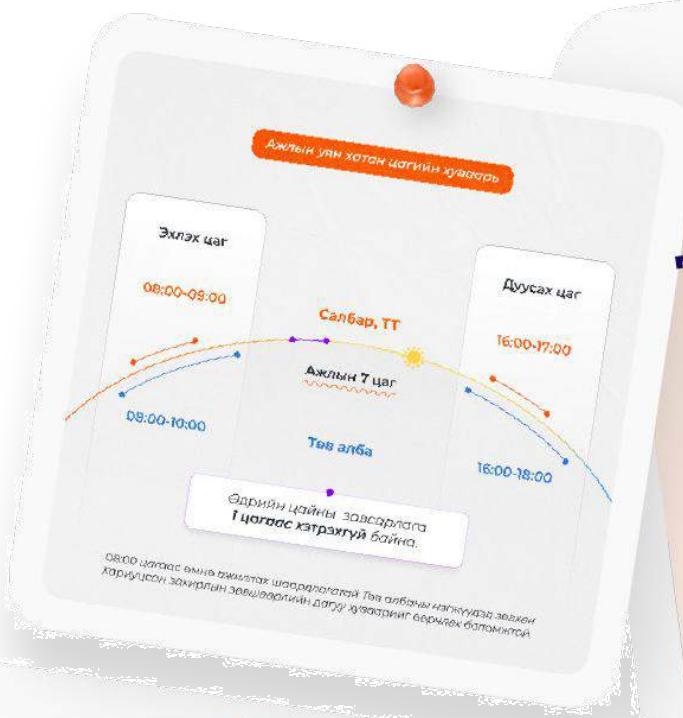 Ажлын уян хатан цагийн хуваарь
Эхлэх цаг
08:00-09:00
08:00-10:00
Салбар, ТТ
Ажлын 7 цаг
Төв алба
Дуусах цаг
16:00-17:00
16:00-18:00
Өдрийн цайны завсарлага
1 цагаас хэтрэхгүй байна.
08:00 цагаас өмнө ажиллах шаардлагатай Төв албаны нэгжүүдэд зөвхөн
Хариуцсан захирлын зөвшөөрлийн дагуу хуваарийг өөрчлөх боломжтой.